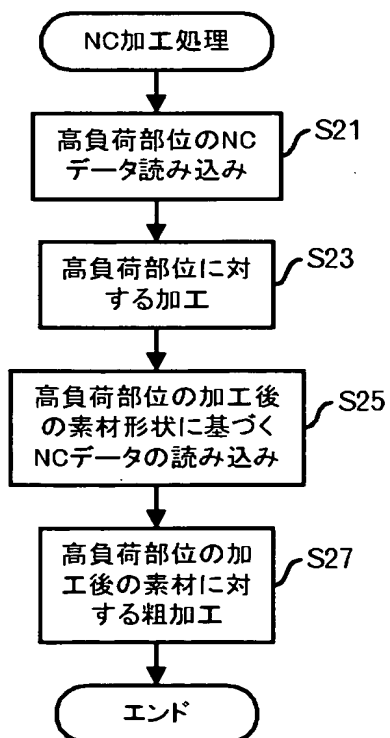 NC加工処理
高負荷部位のNC
データ読み込み
S21
高負荷部位に対
する加工
S23
高負荷部位の加工後
の素材形状に基づく
NCデータの読み込み
S25
高負荷部位の加
工後の素材に対
する粗加工
S27
エンド